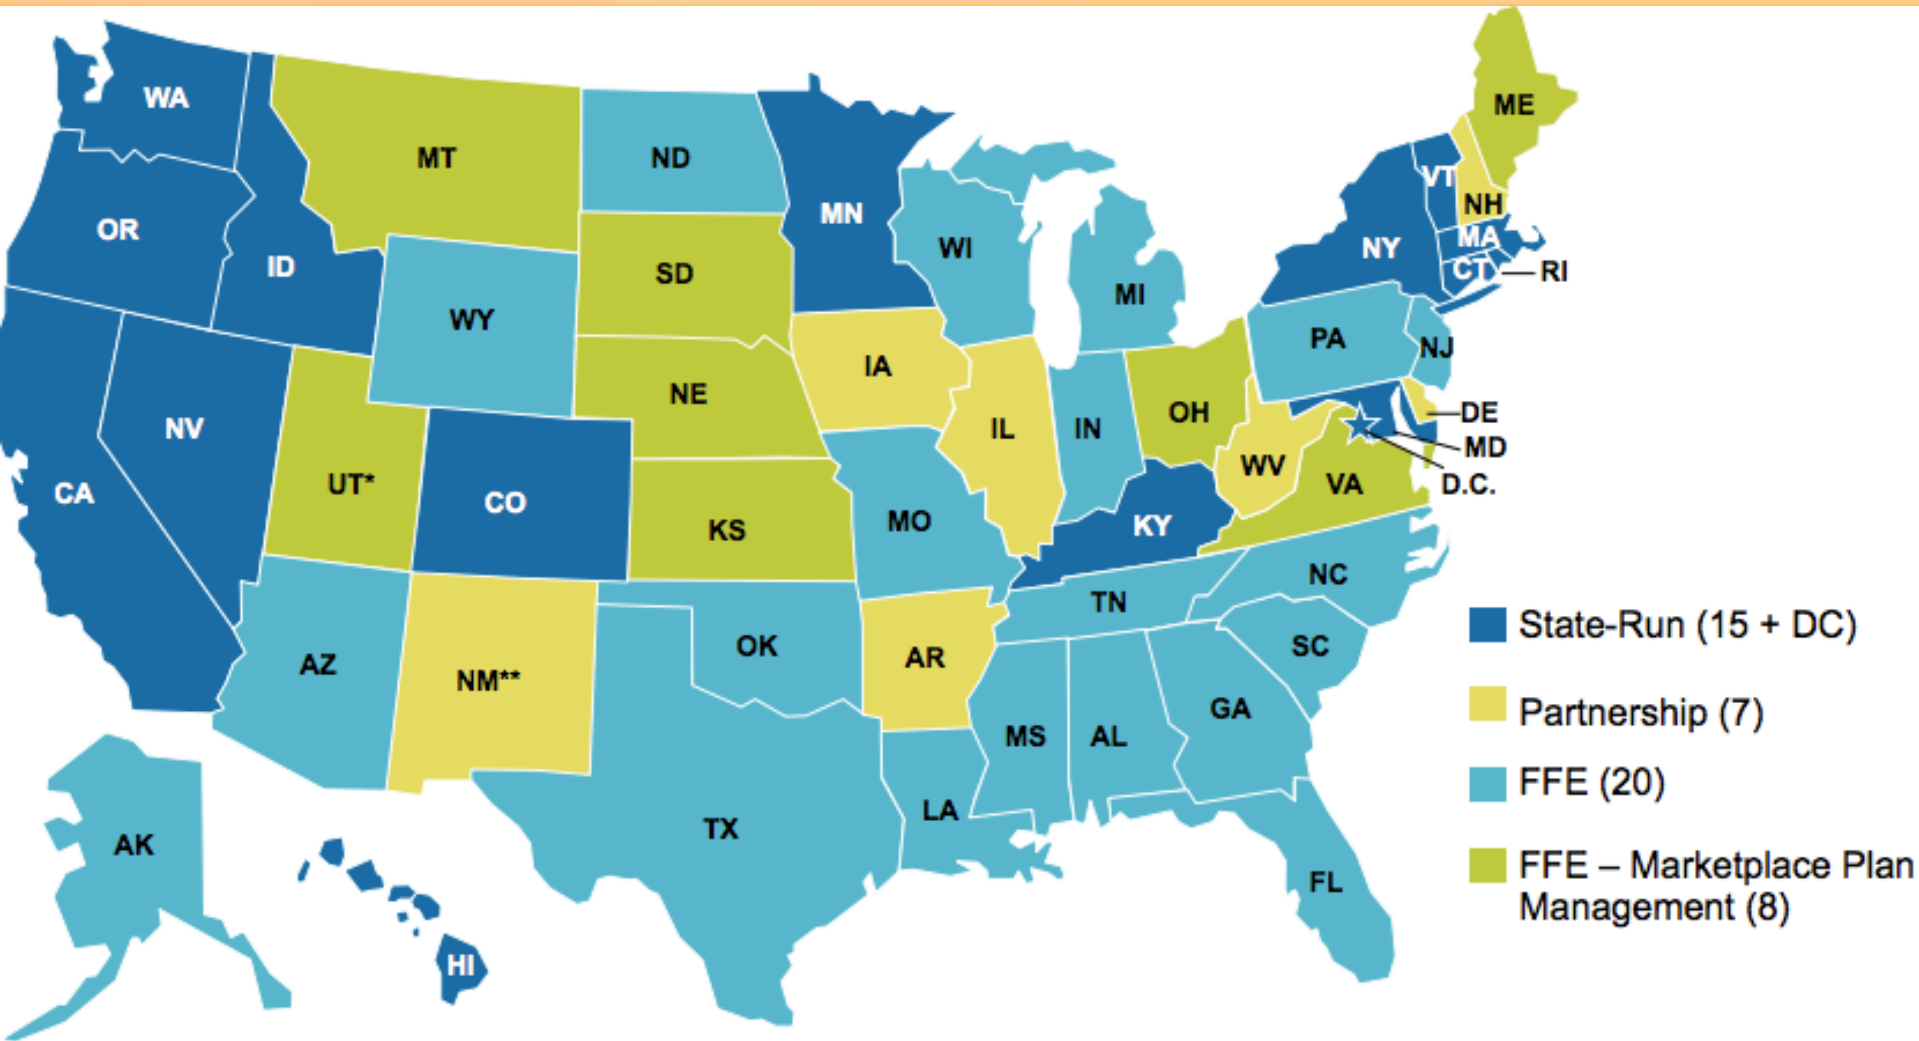 WA
MT
ND
MN
ME
VT
NH
OR
ID
SD
WI
MI
NY
MA
CT
RI
WY
IA
PA
NJ
NE
IL
IN
OH
DE
MD
NV
UT*
CO
WV
VA
D.C.
CA
KS
MO
KY
NC
TN
AZ
NM**
OK
AR
SC
MS
AL
GA
LA
TX
FL
AK
HI
State-Run (15 + DC)
Partnership (7)
FFE (20)
FFE – Marketplace Plan
Management (8)